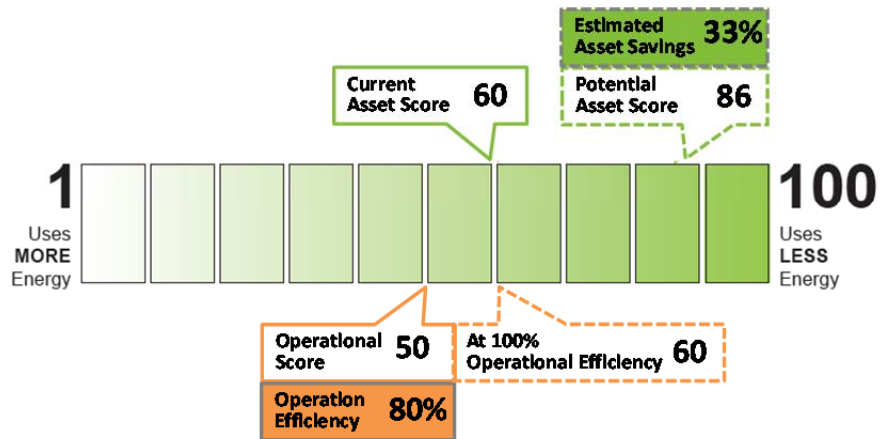 Estimated
Asset Savings 33%
Current
Asset Score 60
Potential
Asset Score 86
1
Uses
MORE
Energy
100
Uses
LESS
Energy
Operational
Score 50
At 100%
Operational Efficiency 60
Operation
Efficiency 80%